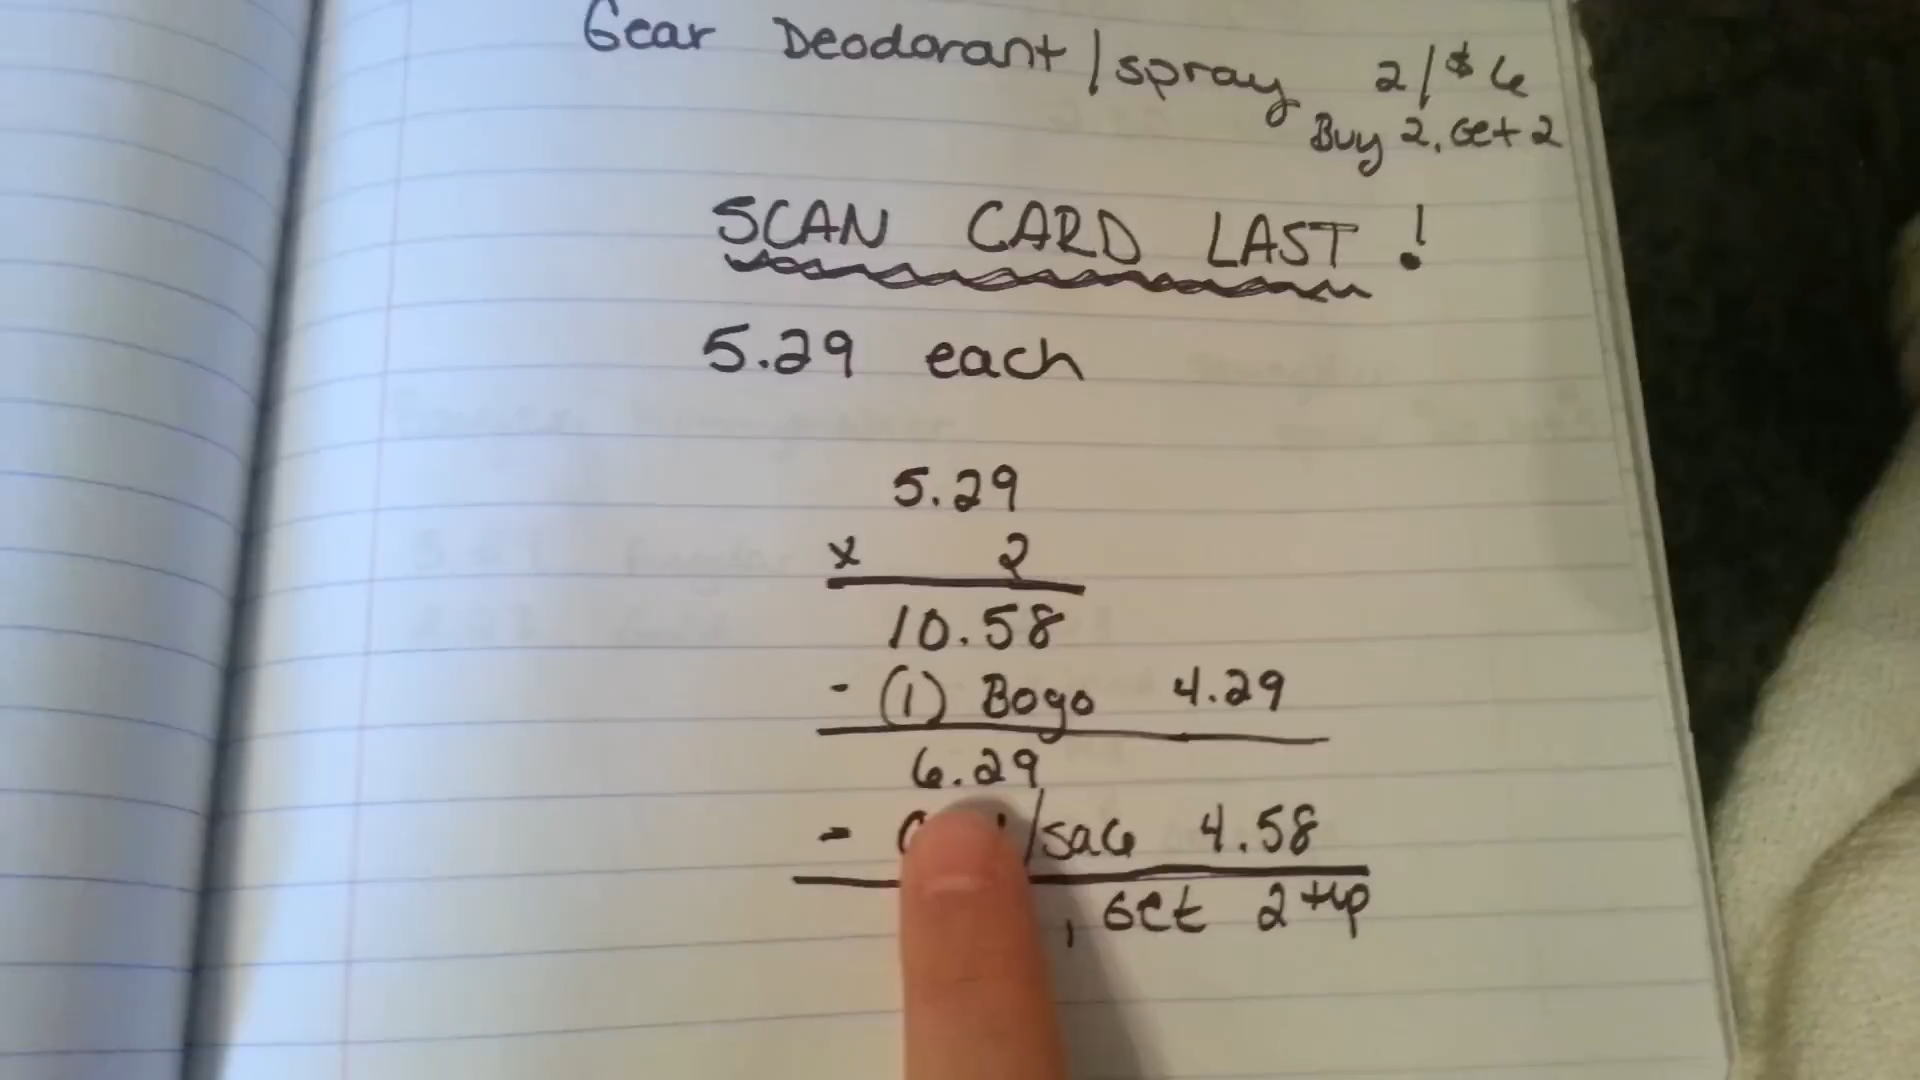 Gear Deodorant/spray 2/$6
Buy 2, Get 2
SCAN CARD LAST!
5.29 each
5.29
x 2
10.58
- (1) Bogo 4.29
6.29
- /sale 4.58
, Get 2 +up